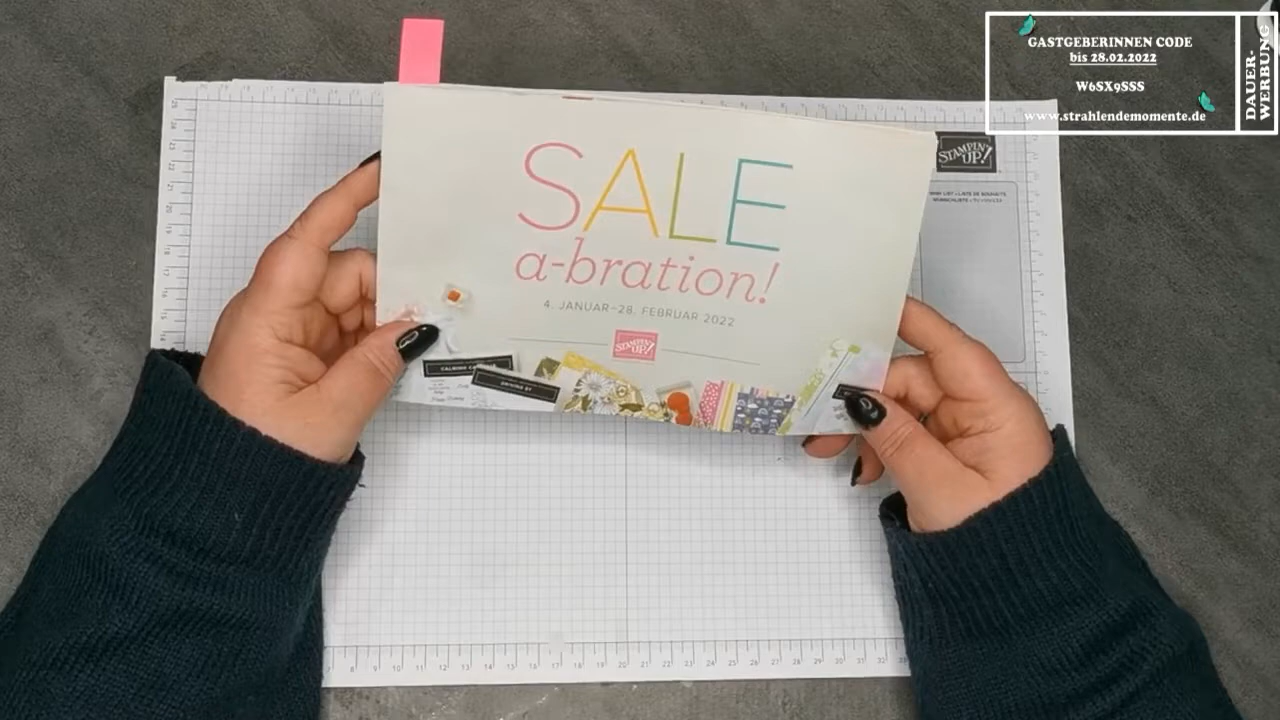 GASTGEBERINNEN CODE
bis 28.02.2022
W6SX9SSS
www.strahlendemomente.de
DAUER-
WERBUNG
STAMPIN'
UP!
SALE
a-bration!
4. JANUAR–28. FEBRUAR 2022
STAMPIN'
UP!